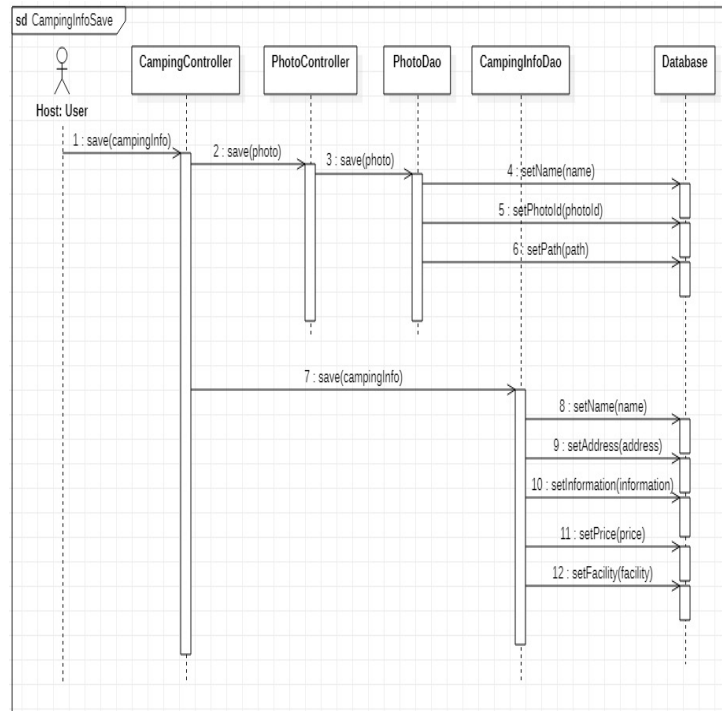 sd CampingInfoSave
CampingController
PhotoController
PhotoDao
CampingInfoDao
Database
Host: User
1 : save(campingInfo)
2 : save(photo)
3 : save(photo)
4 : setName(name)
5 : setPhotoId(photoId)
6 : setPath(path)
7 : save(campingInfo)
8 : setName(name)
9 : setAddress(address)
10 : setInformation(information)
11 : setPrice(price)
12 : setFacility(facility)